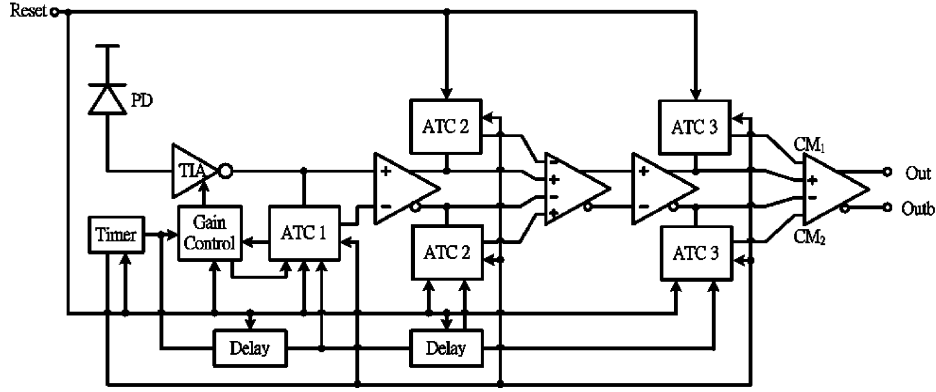 Reset
PD
ATC 2
ATC 3
CM1
TIA
+
-
-
+
-
+
+
-
+
-
Out
Outb
Timer
Gain
Control
ATC 1
ATC 2
ATC 3
CM2
Delay
Delay